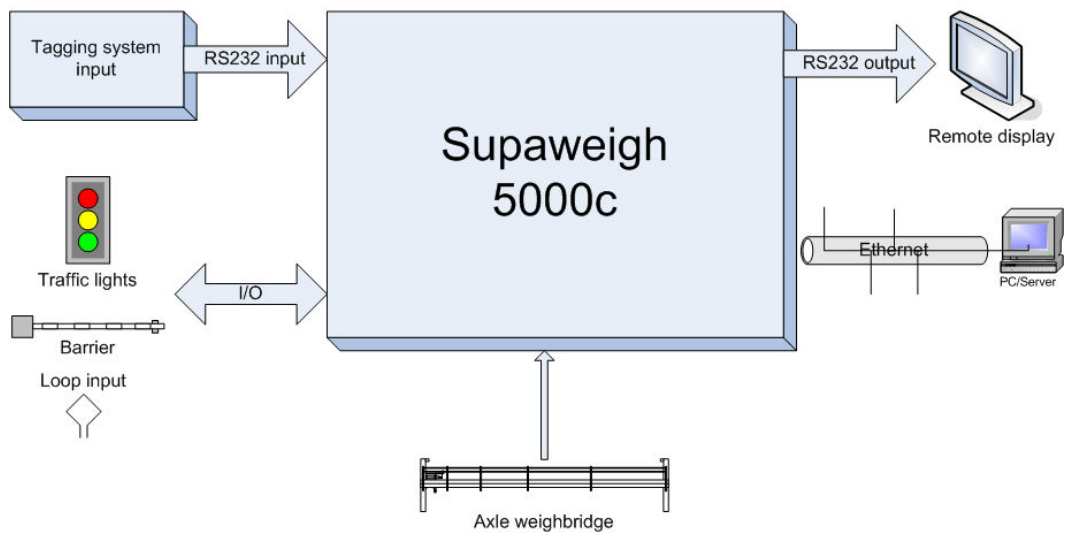 Tagging system
input
RS232 input
Supaweigh
5000c
RS232 output
Remote display
Traffic lights
I/O
Ethernet
PC/Server
Barrier
Loop input
Axle weighbridge